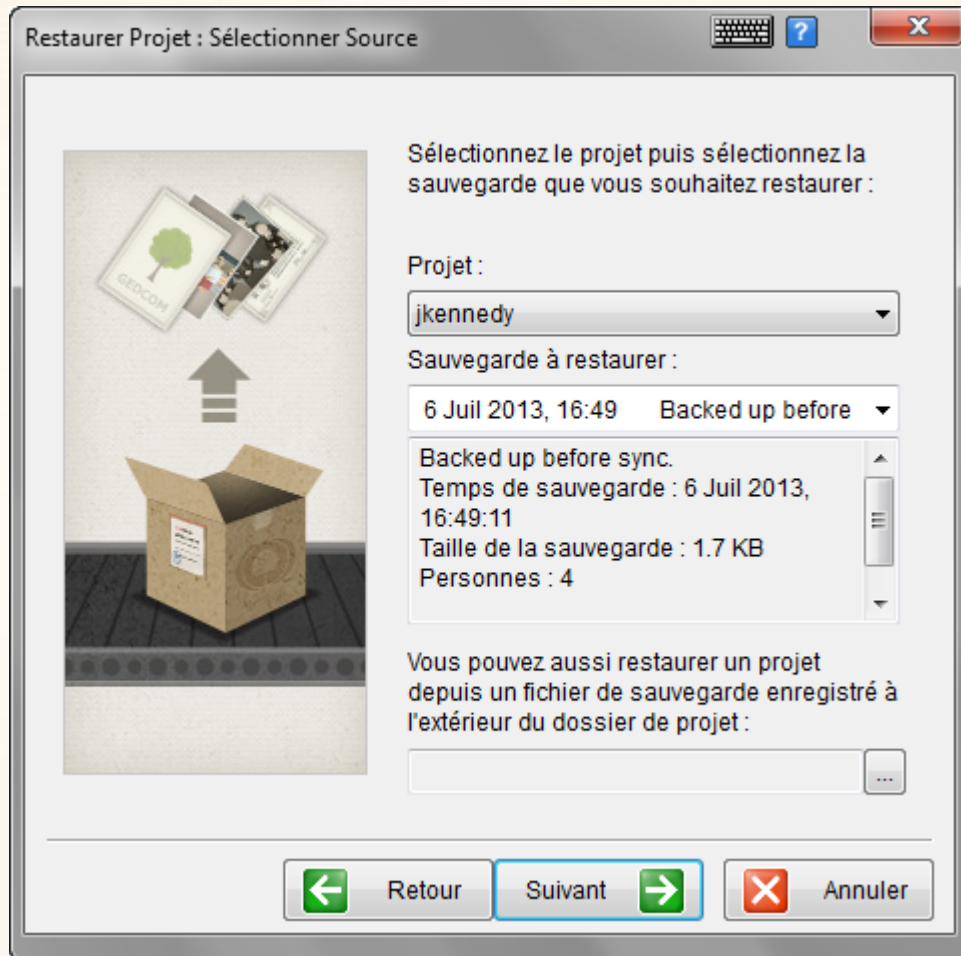 Restaurer Projet : Sélectionner Source
Sélectionnez le projet puis sélectionnez la
sauvegarde que vous souhaitez restaurer :
GEDCOM
Projet :
jkennedy
Sauvegarde à restaurer :
6 Juil 2013, 16:49 Backed up before
Backed up before sync.
Temps de sauvegarde : 6 Juil 2013,
16:49:11
Taille de la sauvegarde : 1.7 KB
Personnes : 4
Vous pouvez aussi restaurer un projet
depuis un fichier de sauvegarde enregistré à
l'extérieur du dossier de projet :
...
Retour
Suivant
Annuler